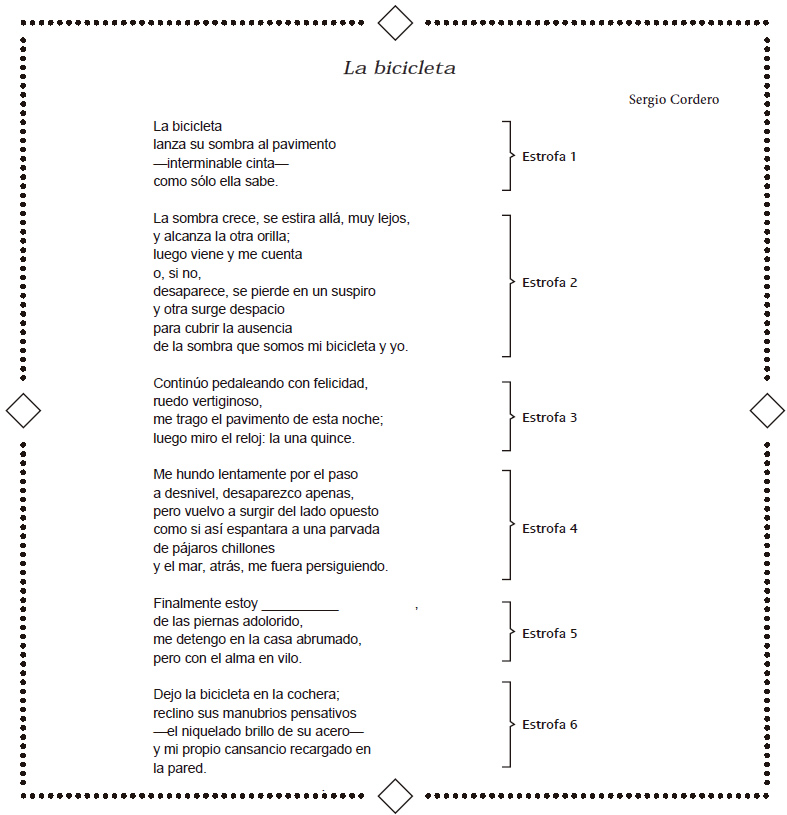 La bicicleta
Sergio Cordero
La bicicleta
lanza su sombra al pavimento
—interminable cinta—
como sólo ella sabe.
Estrofa 1
La sombra crece, se estira allá, muy lejos,
y alcanza la otra orilla;
luego viene y me cuenta
o, si no,
desaparece, se pierde en un suspiro
y otra surge despacio
para cubrir la ausencia
de la sombra que somos mi bicicleta y yo.
Estrofa 2
Continúo pedaleando con felicidad,
ruedo vertiginoso,
me trago el pavimento de esta noche;
luego miro el reloj: la una quince.
Estrofa 3
Me hundo lentamente por el paso
a desnivel, desaparezco apenas,
pero vuelvo a surgir del lado opuesto
como si así espantara a una parvada
de pájaros chillones
y el mar, atrás, me fuera persiguiendo.
Estrofa 4
Finalmente estoy __________ ,
de las piernas adolorido,
me detengo en la casa abrumado,
pero con el alma en vilo.
Estrofa 5
Dejo la bicicleta en la cochera;
reclino sus manubrios pensativos
—el niquelado brillo de su acero—
y mi propio cansancio recargado en
la pared.
Estrofa 6